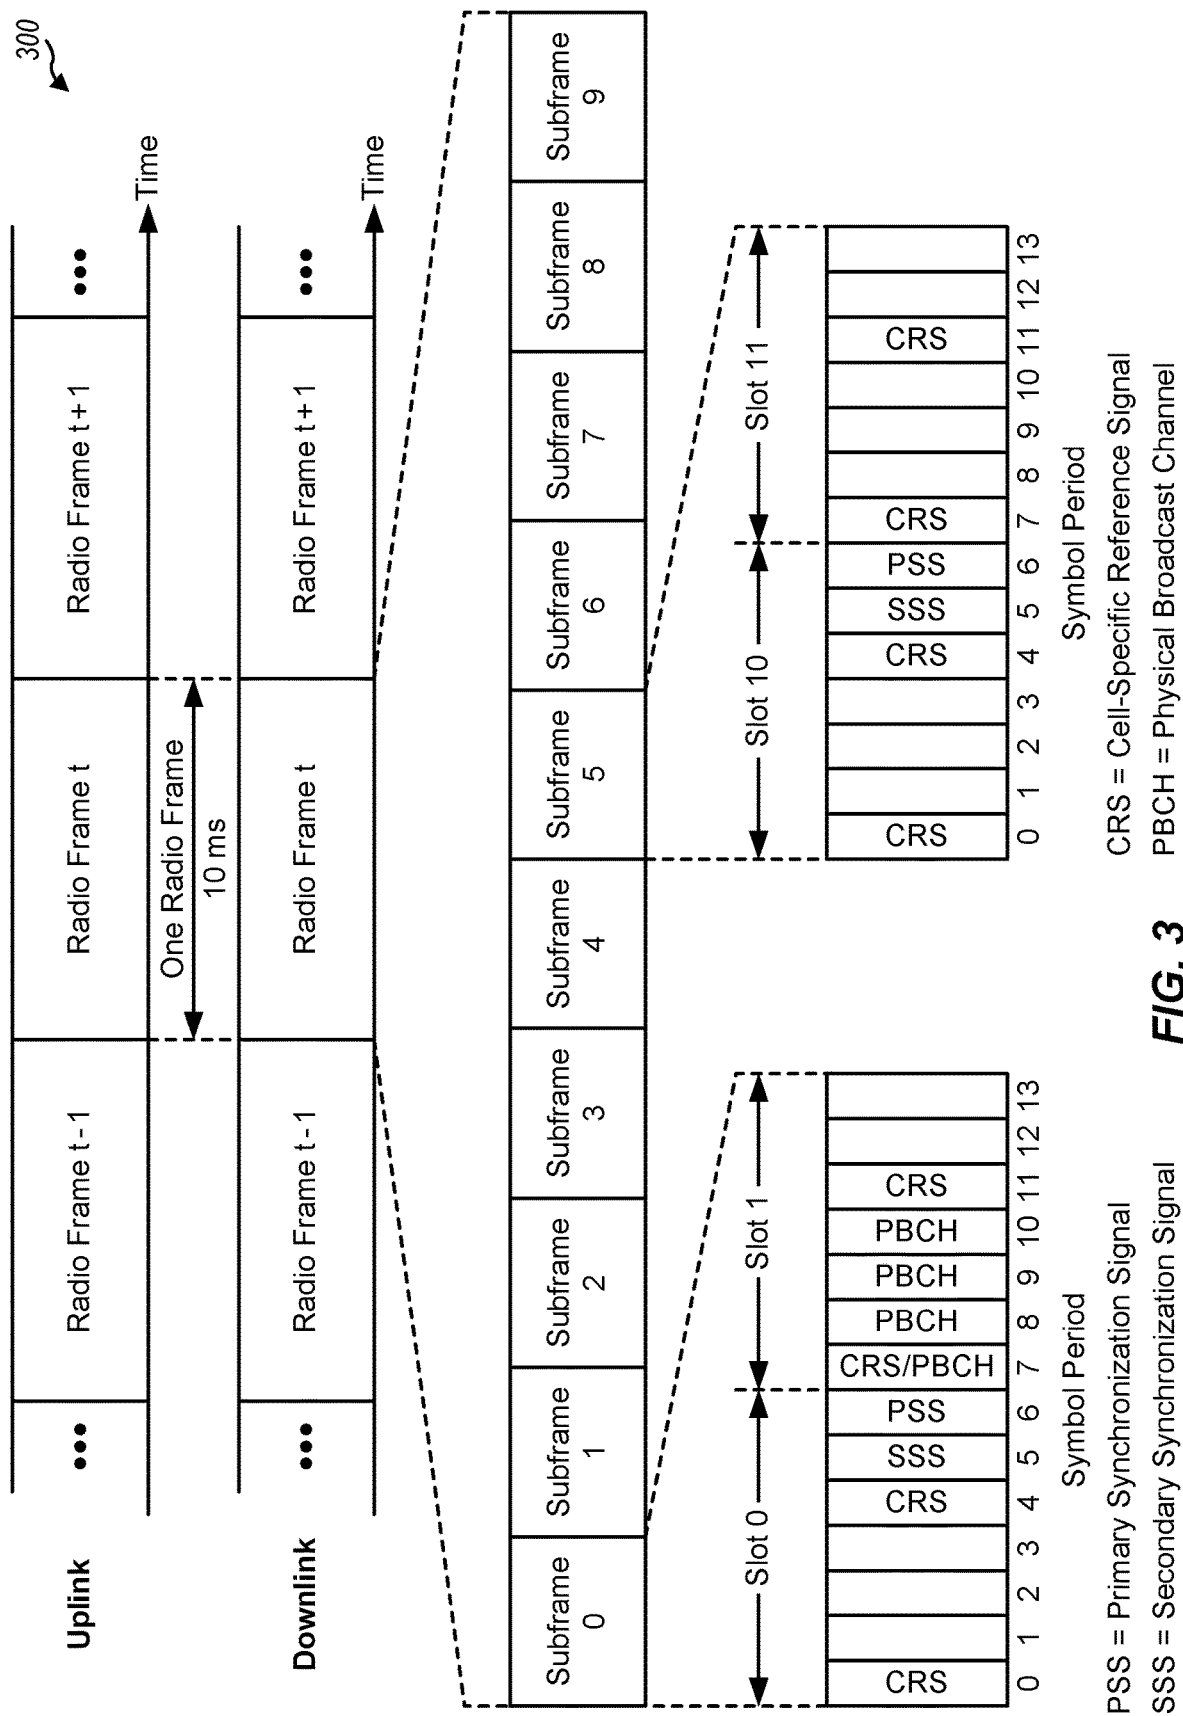 300
Uplink
••• Radio Frame t - 1 Radio Frame t Radio Frame t + 1 •••
Time
One Radio Frame
10 ms
Downlink
••• Radio Frame t - 1 Radio Frame t Radio Frame t + 1 •••
Time
Subframe Subframe Subframe Subframe Subframe Subframe Subframe Subframe Subframe Subframe
0 1 2 3 4 5 6 7 8 9
Slot 0 Slot 1
CRS CRS SSS PSS CRS/PBCH PBCH PBCH PBCH CRS
0 1 2 3 4 5 6 7 8 9 10 11 12 13
Symbol Period
Slot 10 Slot 11
CRS CRS SSS PSS CRS CRS
0 1 2 3 4 5 6 7 8 9 10 11 12 13
Symbol Period
PSS = Primary Synchronization Signal
SSS = Secondary Synchronization Signal
CRS = Cell-Specific Reference Signal
PBCH = Physical Broadcast Channel
FIG. 3